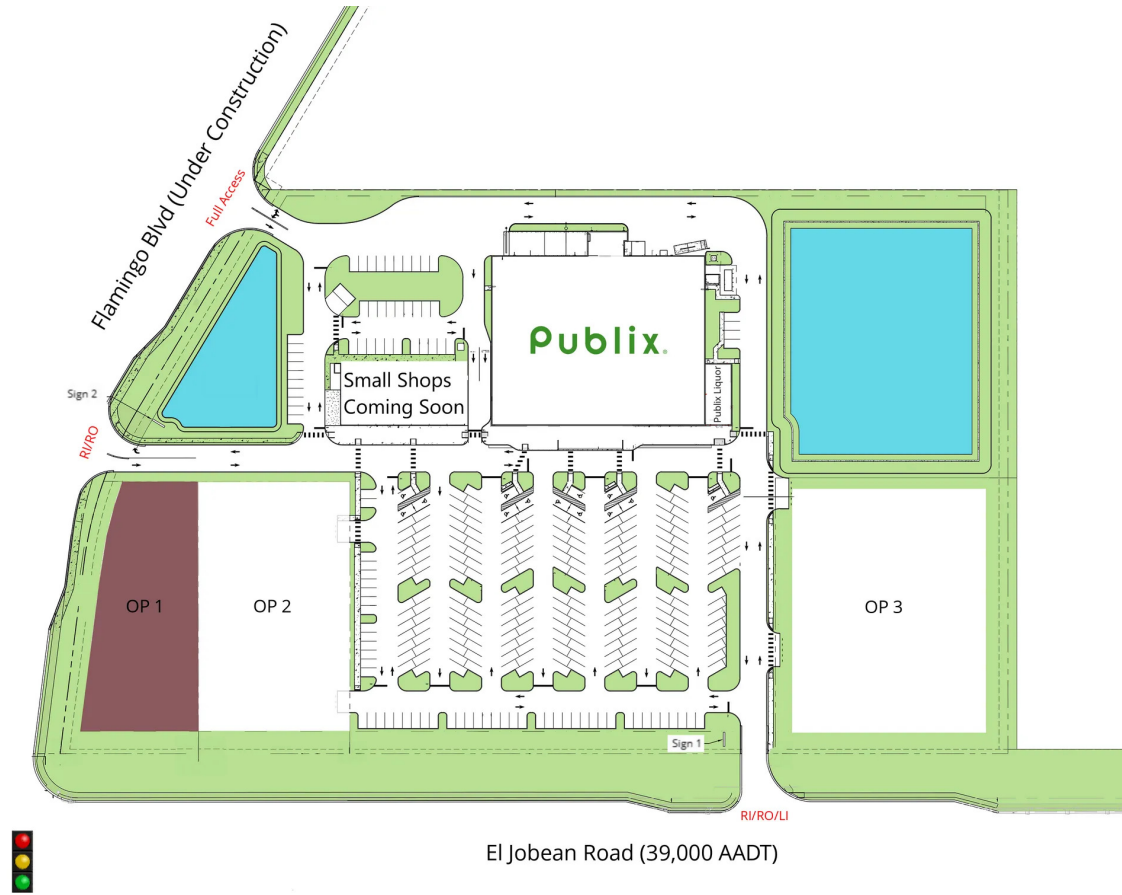 Flamingo Blvd (Under Construction)
Full Access
Publix
Publix Liquor
Small Shops
Coming Soon
Sign 2
RI/RO
OP 1
OP 2
OP 3
Sign 1
RI/RO/LI
El Jobean Road (39,000 AADT)